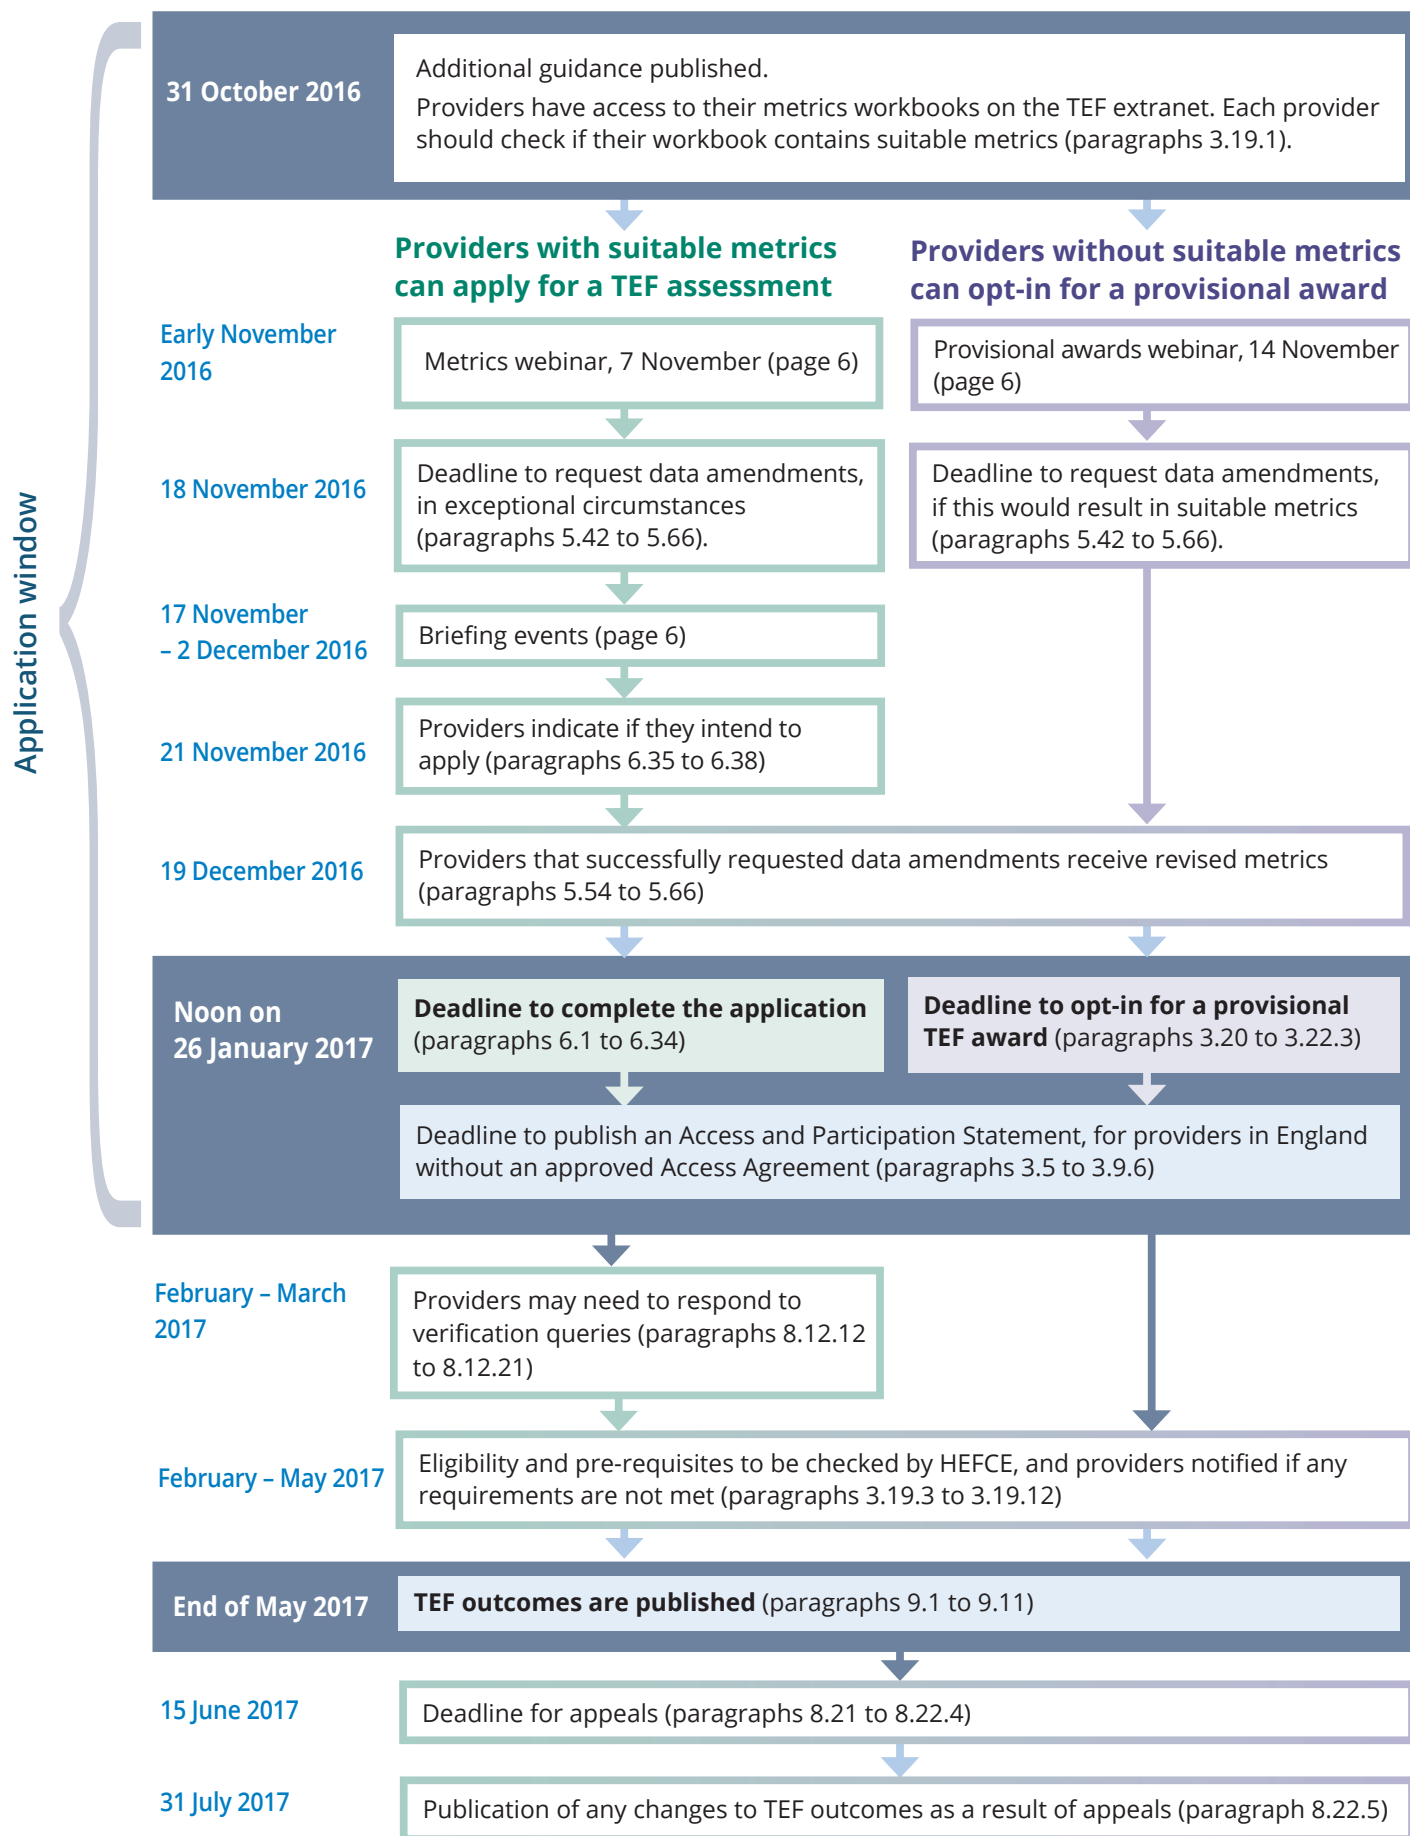 Application window
31 October 2016
Additional guidance published.
Providers have access to their metrics workbooks on the TEF extranet. Each provider
should check if their workbook contains suitable metrics (paragraphs 3.19.1).
Providers with suitable metrics
can apply for a TEF assessment
Providers without suitable metrics
can opt-in for a provisional award
Early November
2016
Metrics webinar, 7 November (page 6)
Provisional awards webinar, 14 November
(page 6)
18 November 2016
Deadline to request data amendments,
in exceptional circumstances
(paragraphs 5.42 to 5.66).
Deadline to request data amendments,
if this would result in suitable metrics
(paragraphs 5.42 to 5.66).
17 November
– 2 December 2016
Briefing events (page 6)
21 November 2016
Providers indicate if they intend to
apply (paragraphs 6.35 to 6.38)
19 December 2016
Providers that successfully requested data amendments receive revised metrics
(paragraphs 5.54 to 5.66)
Noon on
26 January 2017
Deadline to complete the application
(paragraphs 6.1 to 6.34)
Deadline to opt-in for a provisional
TEF award (paragraphs 3.20 to 3.22.3)
Deadline to publish an Access and Participation Statement, for providers in England
without an approved Access Agreement (paragraphs 3.5 to 3.9.6)
February – March
2017
Providers may need to respond to
verification queries (paragraphs 8.12.12
to 8.12.21)
February – May 2017
Eligibility and pre-requisites to be checked by HEFCE, and providers notified if any
requirements are not met (paragraphs 3.19.3 to 3.19.12)
End of May 2017
TEF outcomes are published (paragraphs 9.1 to 9.11)
15 June 2017
Deadline for appeals (paragraphs 8.21 to 8.22.4)
31 July 2017
Publication of any changes to TEF outcomes as a result of appeals (paragraph 8.22.5)